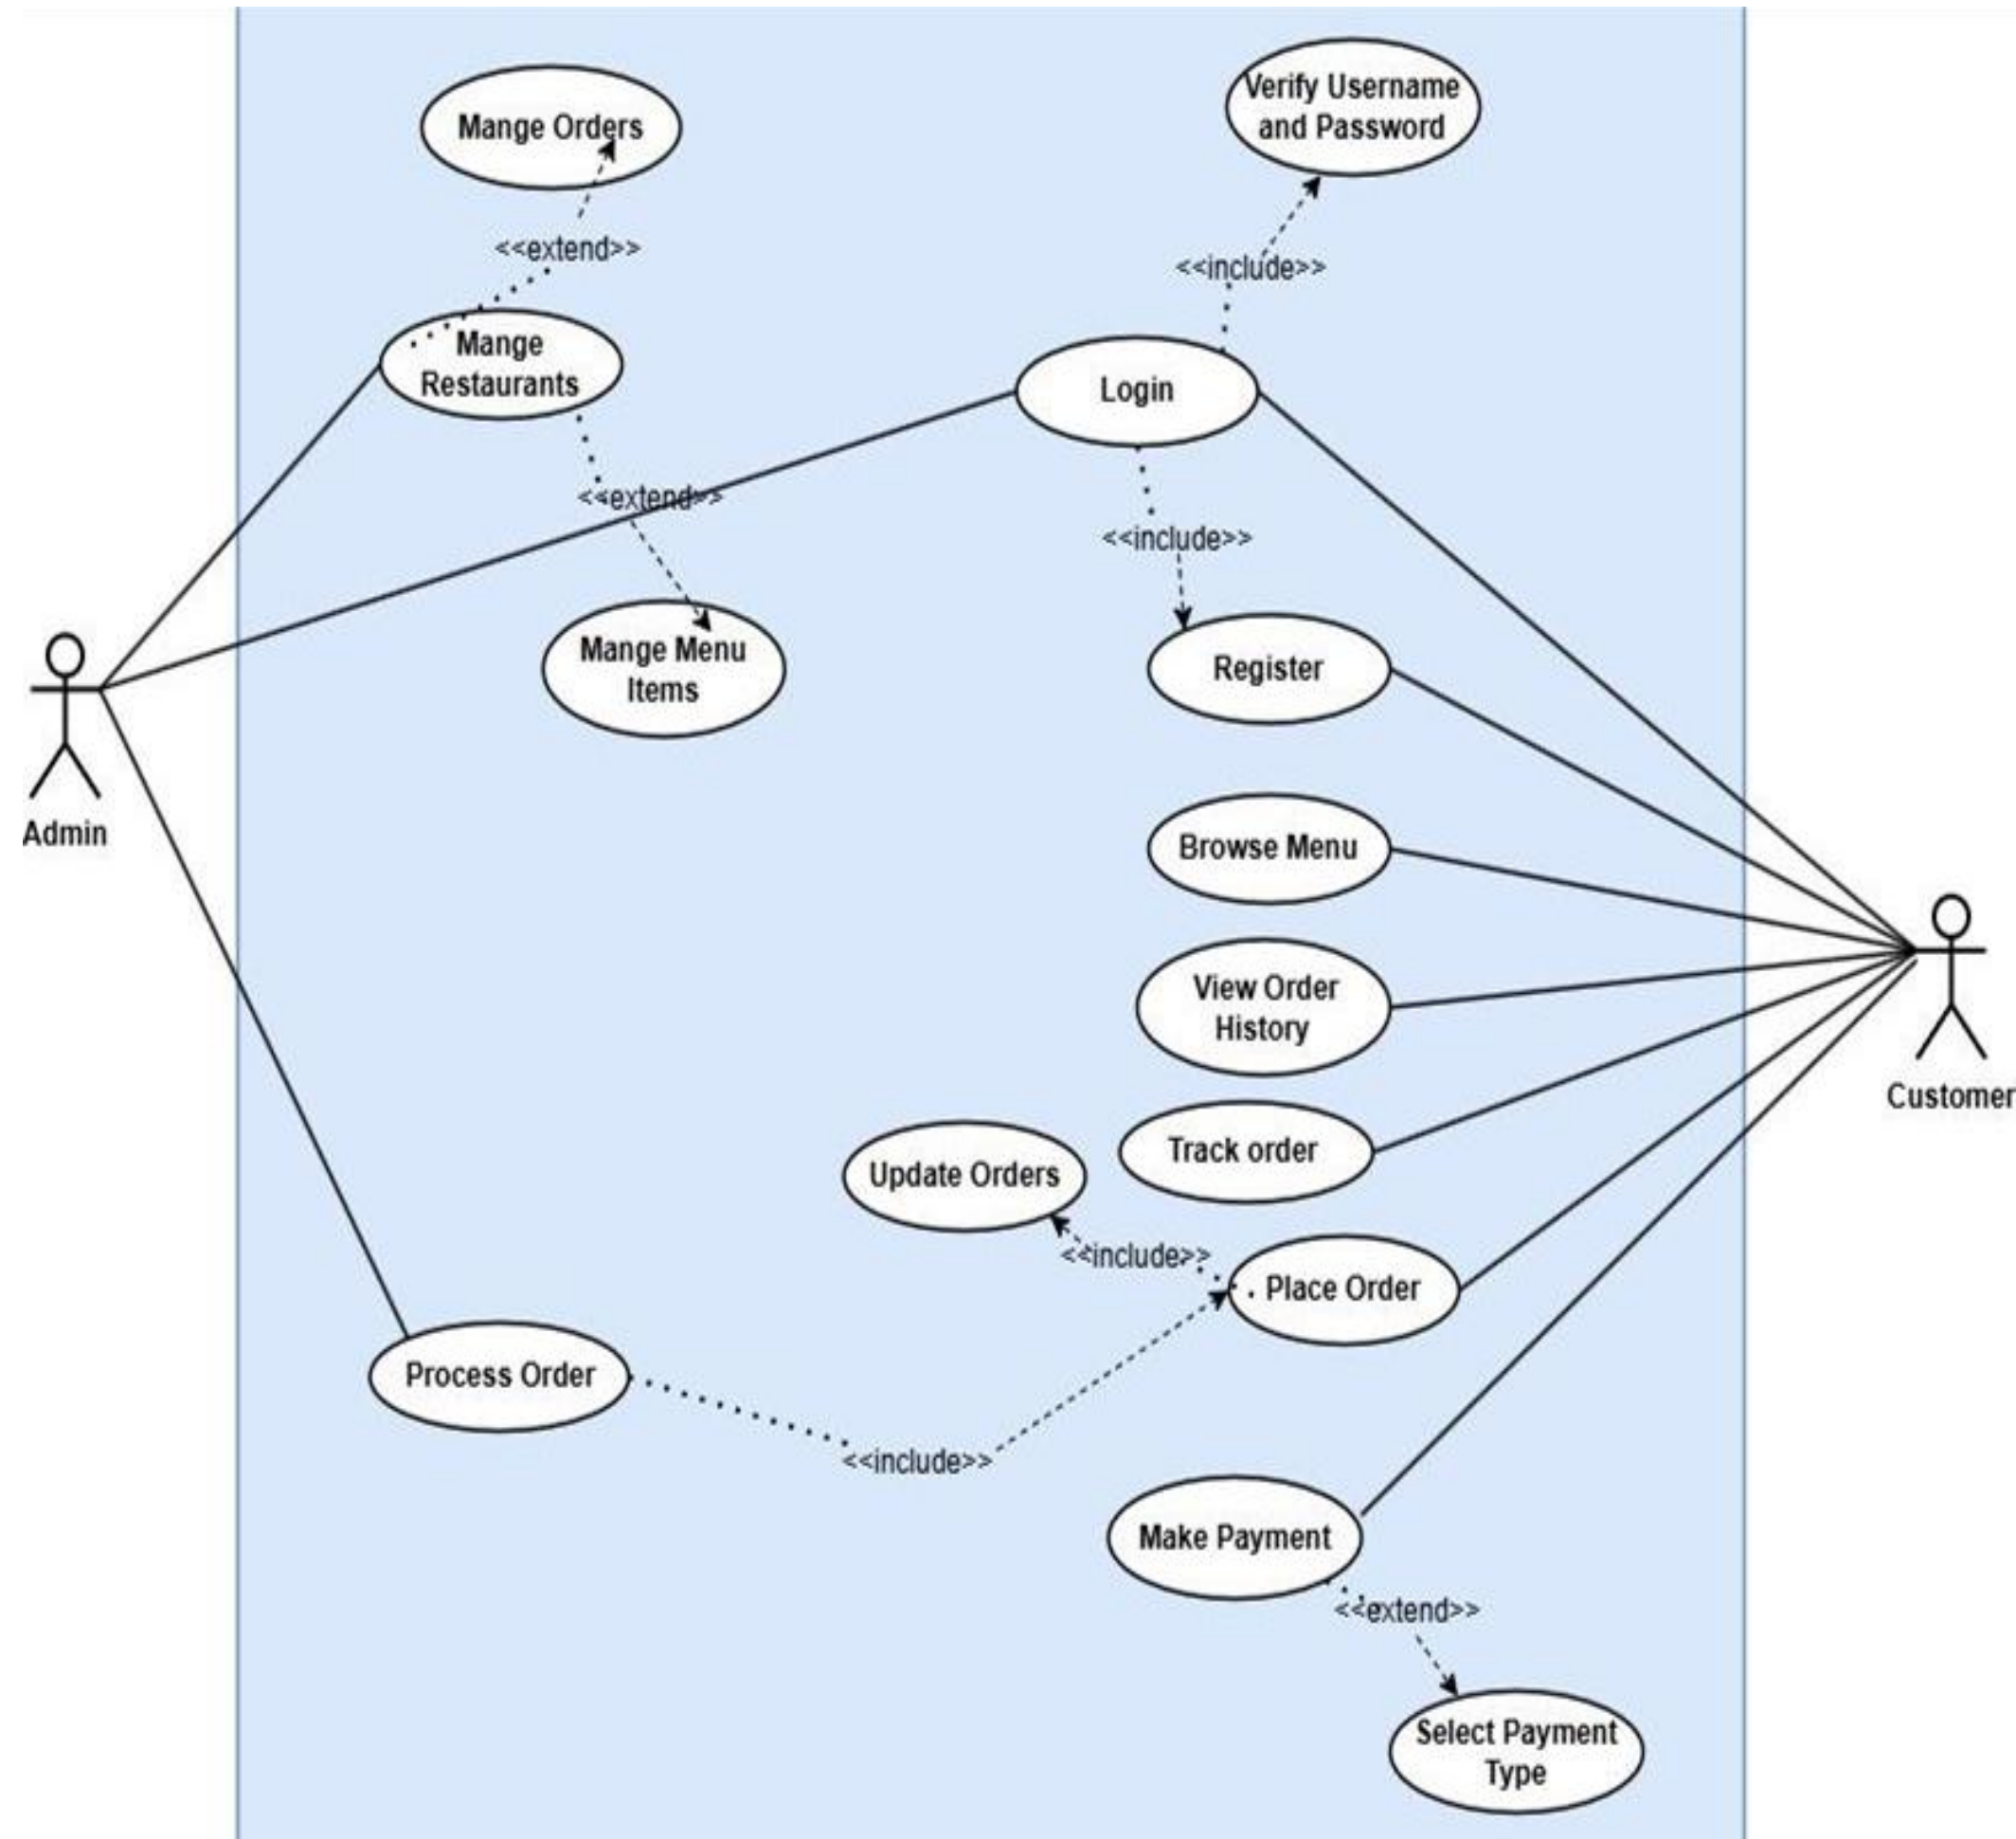 Mange Orders
Verify Username
and Password
<<extend>>
<<include>>
Mange
Restaurants
Login
<<extend>>
<<include>>
Mange Menu
Items
Register
Admin
Browse Menu
View Order
History
Customer
Track order
Update Orders
<<include>>
Place Order
Process Order
<<include>>
Make Payment
<<extend>>
Select Payment
Type